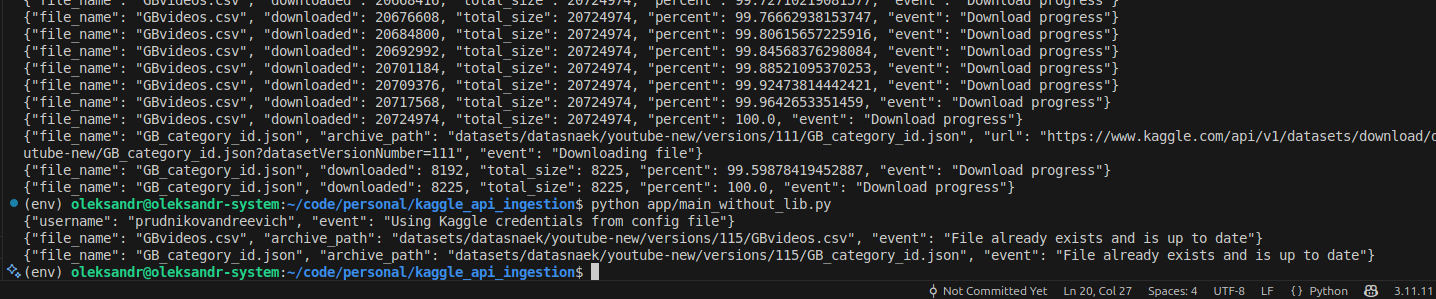 {"file_name": "GBvideos.csv", "downloaded": 20668416, "total_size": 20724974, "percent": 99.72710219081577, "event": "Download progress"}
{"file_name": "GBvideos.csv", "downloaded": 20676608, "total_size": 20724974, "percent": 99.76662938153747, "event": "Download progress"}
{"file_name": "GBvideos.csv", "downloaded": 20684800, "total_size": 20724974, "percent": 99.80615657225916, "event": "Download progress"}
{"file_name": "GBvideos.csv", "downloaded": 20692992, "total_size": 20724974, "percent": 99.84568376298084, "event": "Download progress"}
{"file_name": "GBvideos.csv", "downloaded": 20701184, "total_size": 20724974, "percent": 99.88521095370253, "event": "Download progress"}
{"file_name": "GBvideos.csv", "downloaded": 20709376, "total_size": 20724974, "percent": 99.92473814442421, "event": "Download progress"}
{"file_name": "GBvideos.csv", "downloaded": 20717568, "total_size": 20724974, "percent": 99.9642653351459, "event": "Download progress"}
{"file_name": "GBvideos.csv", "downloaded": 20724974, "total_size": 20724974, "percent": 100.0, "event": "Download progress"}
{"file_name": "GB_category_id.json", "archive_path": "datasets/datasnaek/youtube-new/versions/111/GB_category_id.json", "url": "https://www.kaggle.com/api/v1/datasets/download/
utube-new/GB_category_id.json?datasetVersionNumber=111", "event": "Downloading file"}
{"file_name": "GB_category_id.json", "downloaded": 8192, "total_size": 8225, "percent": 99.59878419452887, "event": "Download progress"}
{"file_name": "GB_category_id.json", "downloaded": 8225, "total_size": 8225, "percent": 100.0, "event": "Download progress"}
(env) oleksandr@oleksandr-system:~/code/personal/kaggle_api_ingestion$ python app/main_without_lib.py
{"username": "prudnikovandreevich", "event": "Using Kaggle credentials from config file"}
{"file_name": "GBvideos.csv", "archive_path": "datasets/datasnaek/youtube-new/versions/115/GBvideos.csv", "event": "File already exists and is up to date"}
{"file_name": "GB_category_id.json", "archive_path": "datasets/datasnaek/youtube-new/versions/115/GB_category_id.json", "event": "File already exists and is up to date"}
(env) oleksandr@oleksandr-system:~/code/personal/kaggle_api_ingestion$
Not Committed Yet Ln 20, Col 27 Spaces: 4 UTF-8 LF {} Python 3.11.11